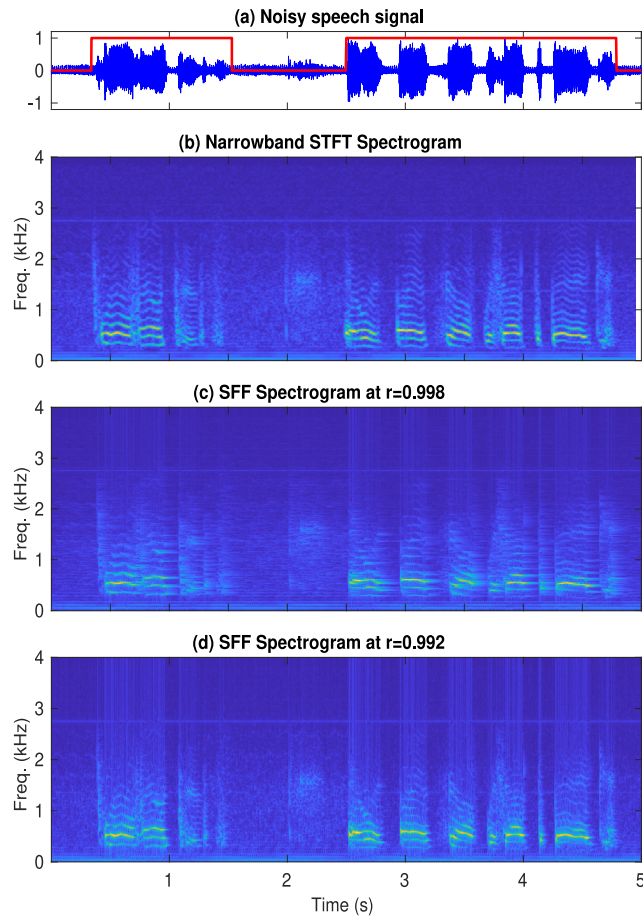 (a) Noisy speech signal
1
0
-1
(b) Narrowband STFT Spectrogram
4
3
2
1
0
Freq. (kHz)
(c) SFF Spectrogram at r=0.998
4
3
2
1
0
Freq. (kHz)
(d) SFF Spectrogram at r=0.992
4
3
2
1
0
Freq. (kHz)
1 2 3 4 5
Time (s)